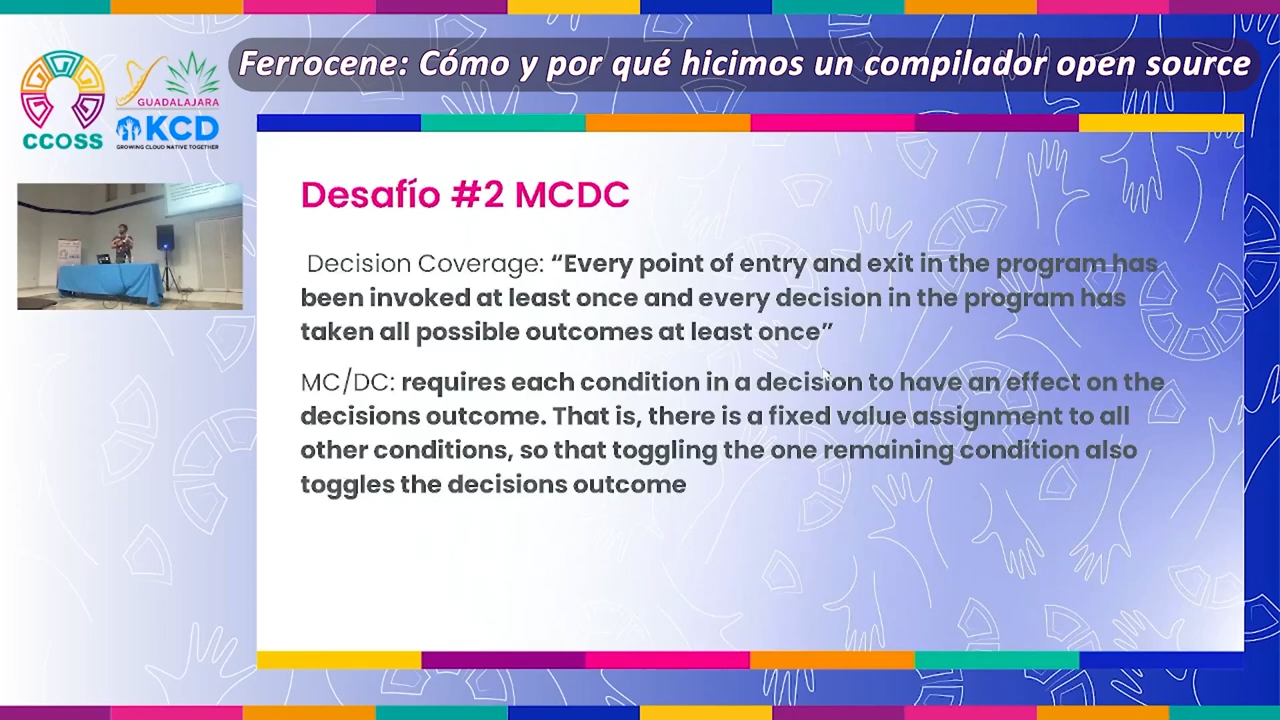 Ferrocene: Cómo y por qué hicimos un compilador open source
CCOSS
GUADALAJARA
KCD
GROWING CLOUD NATIVE TOGETHER
Desafío #2 MCDC
Decision Coverage: “Every point of entry and exit in the program has
been invoked at least once and every decision in the program has
taken all possible outcomes at least once”
MC/DC: requires each condition in a decision to have an effect on the
decisions outcome. That is, there is a fixed value assignment to all
other conditions, so that toggling the one remaining condition also
toggles the decisions outcome